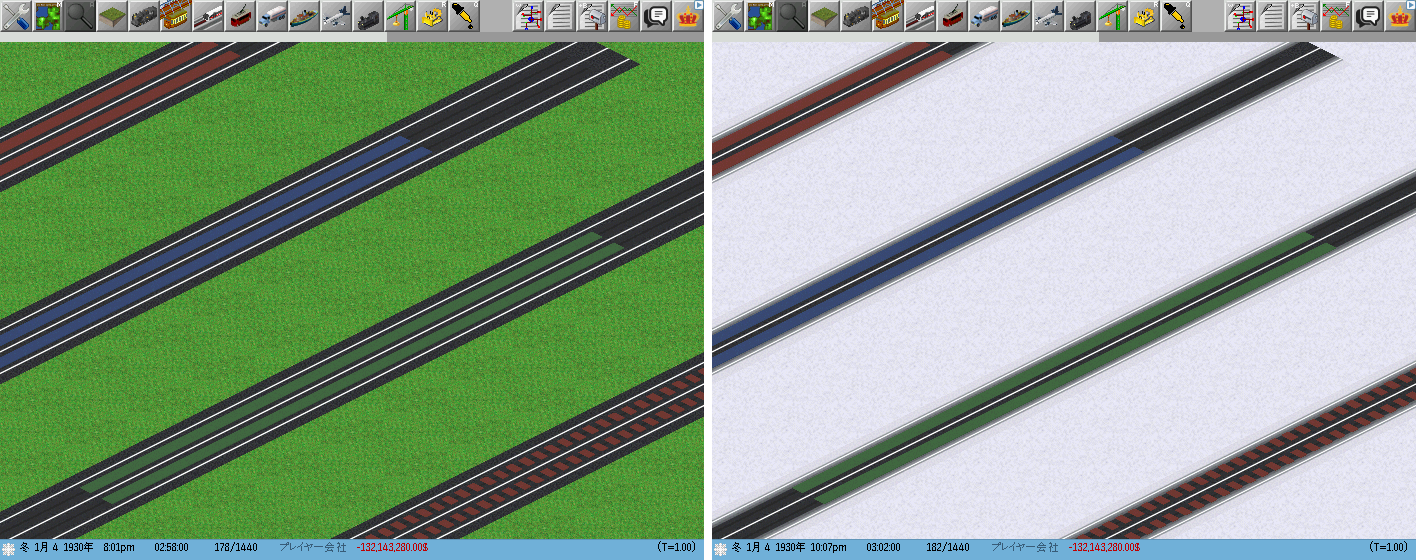 冬 1月 4 1930年 8:01pm 02:58:00 178/1440 プレイヤー会社 -132,143,280.00$ (T=1.00)
冬 1月 4 1930年 10:07pm 03:02:00 182/1440 プレイヤー会社 -132,143,280.00$ (T=1.00)